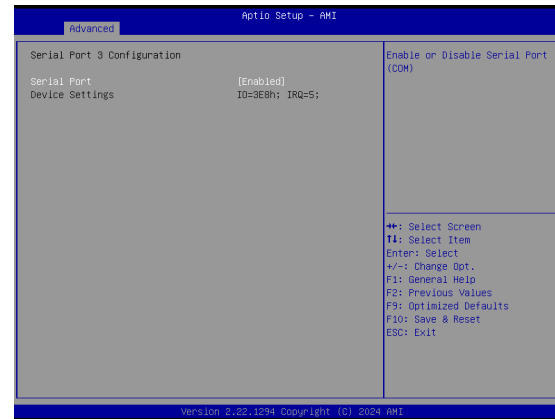 Aptio Setup – AMI
Advanced
Serial Port 3 Configuration
Serial Port [Enabled]
Device Settings IO=3E8h; IRQ=5;
Enable or Disable Serial Port
(COM)
→←: Select Screen
↑↓: Select Item
Enter: Select
+/-: Change Opt.
F1: General Help
F2: Previous Values
F9: Optimized Defaults
F10: Save & Reset
ESC: Exit
Version 2.22.1294 Copyright (C) 2024 AMI